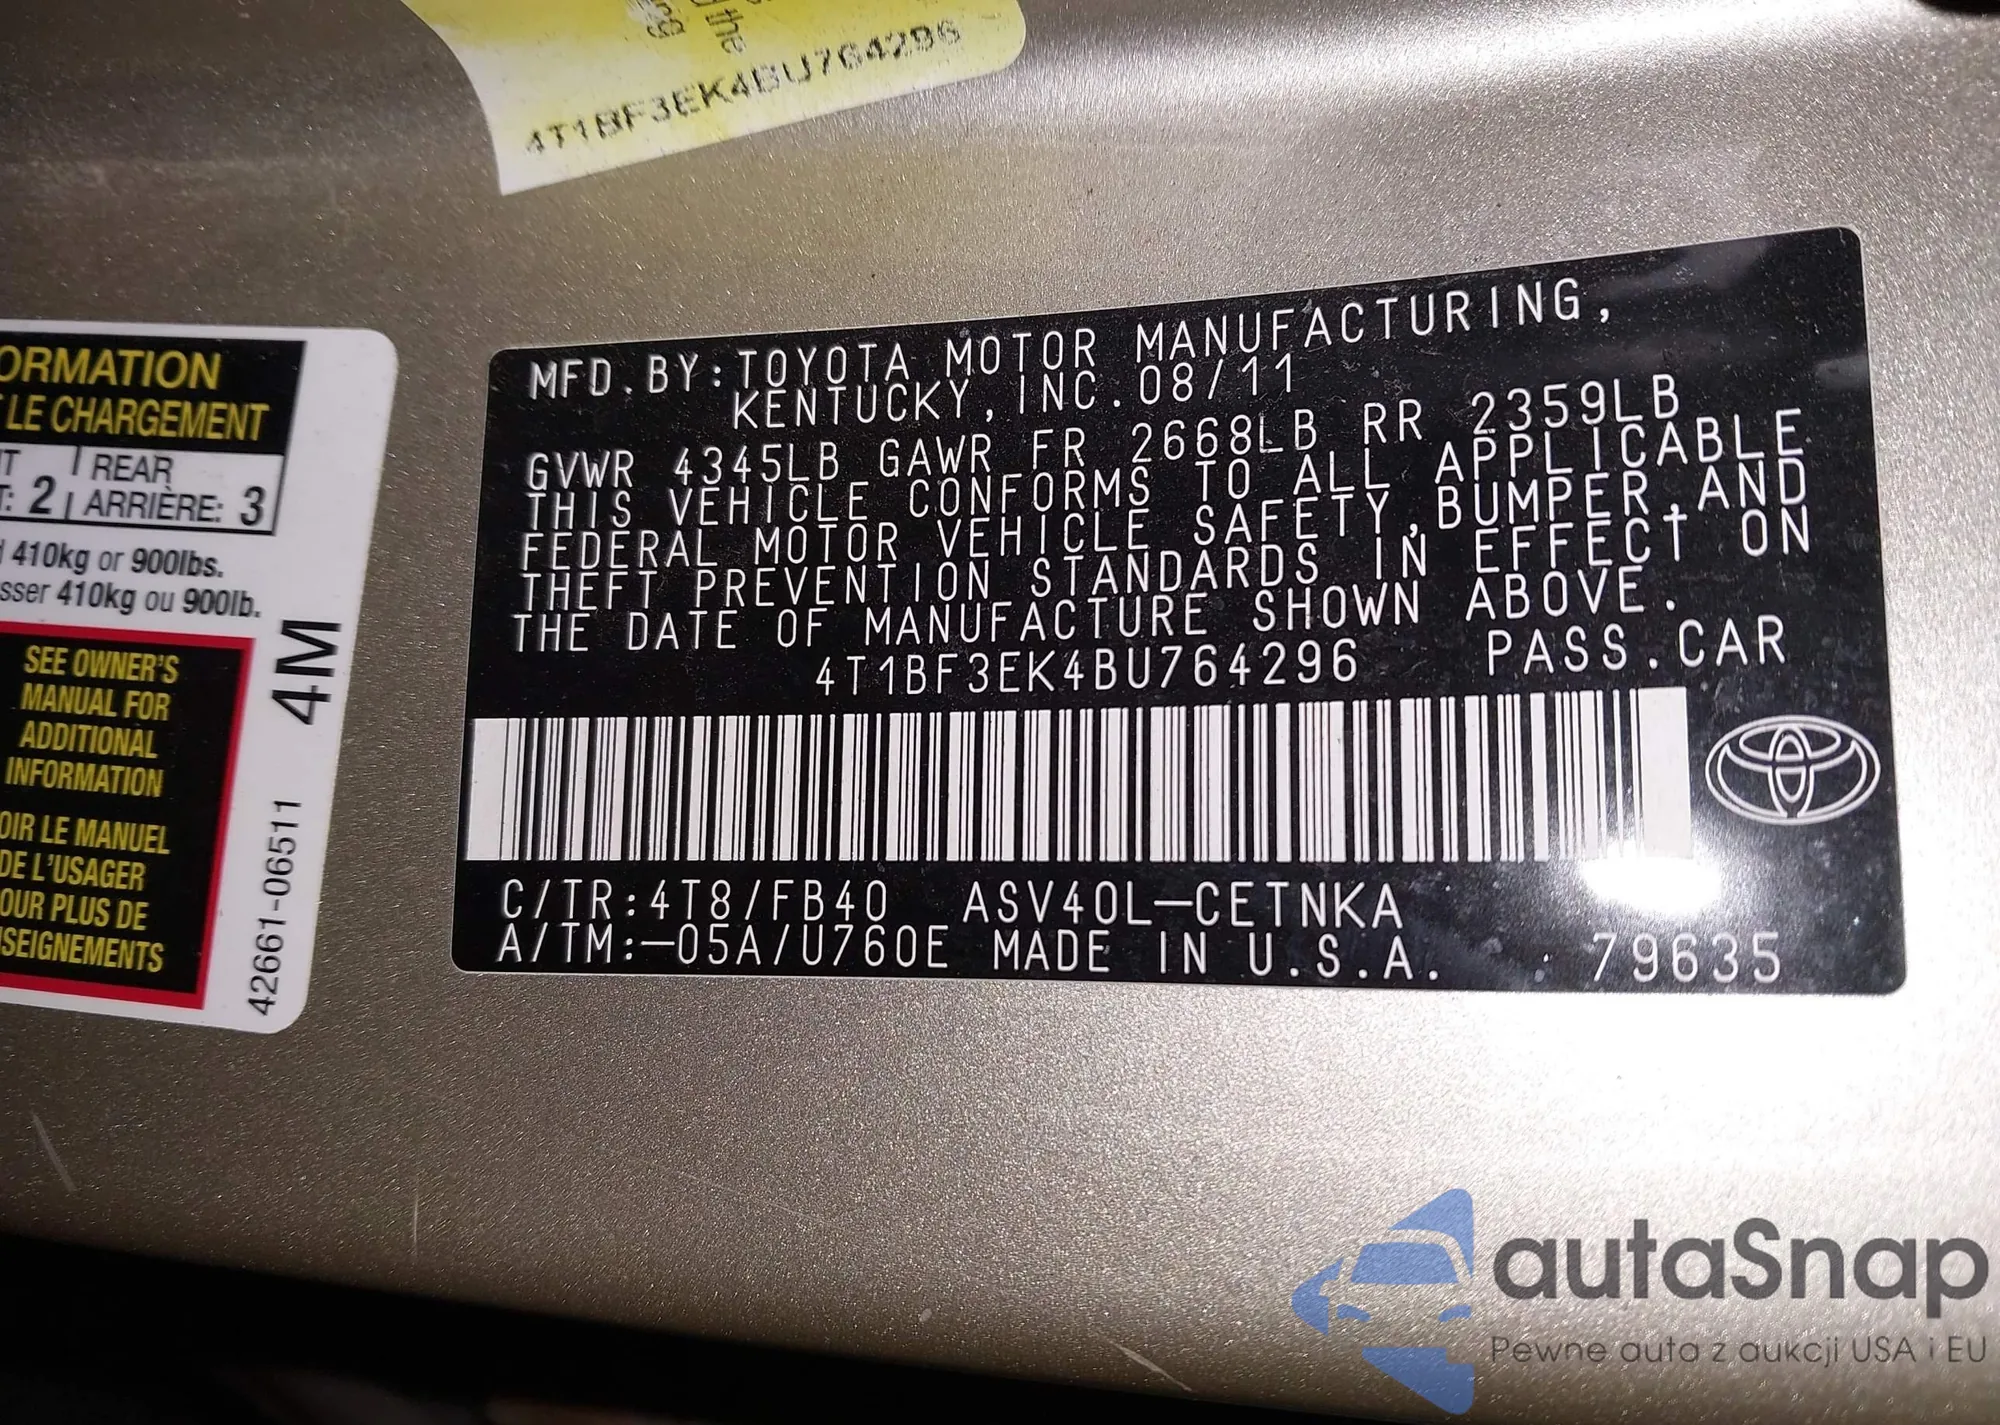 d the
4T1BF3EK4BU764296
ORMATION
LE CHARGEMENT
REAR
2 ARRIÈRE: 3
410kg or 900lbs.
sser 410kg ou 900lb.
SEE OWNER'S
MANUAL FOR
ADDITIONAL
INFORMATION
OIR LE MANUEL
DE L'USAGER
OUR PLUS DE
SEIGNEMENTS
4M
42661-06511
MFD.BY:TOYOTA MOTOR MANUFACTURING,
KENTUCKY,INC.08/11
GVWR 4345LB GAWR FR 2668LB RR 2359LB
THIS VEHICLE CONFORMS TO ALL APPLICABLE
FEDERAL MOTOR VEHICLE SAFETY,BUMPER,AND
THEFT PREVENTION STANDARDS IN EFFECT ON
THE DATE OF MANUFACTURE SHOWN ABOVE.
4T1BF3EK4BU764296 PASS.CAR
C/TR:4T8/FB40 ASV40L-CETNKA
A/TM:-05A/U760E MADE IN U.S.A. 79635
autaSnap
Pewne auta z aukcji USA i EU